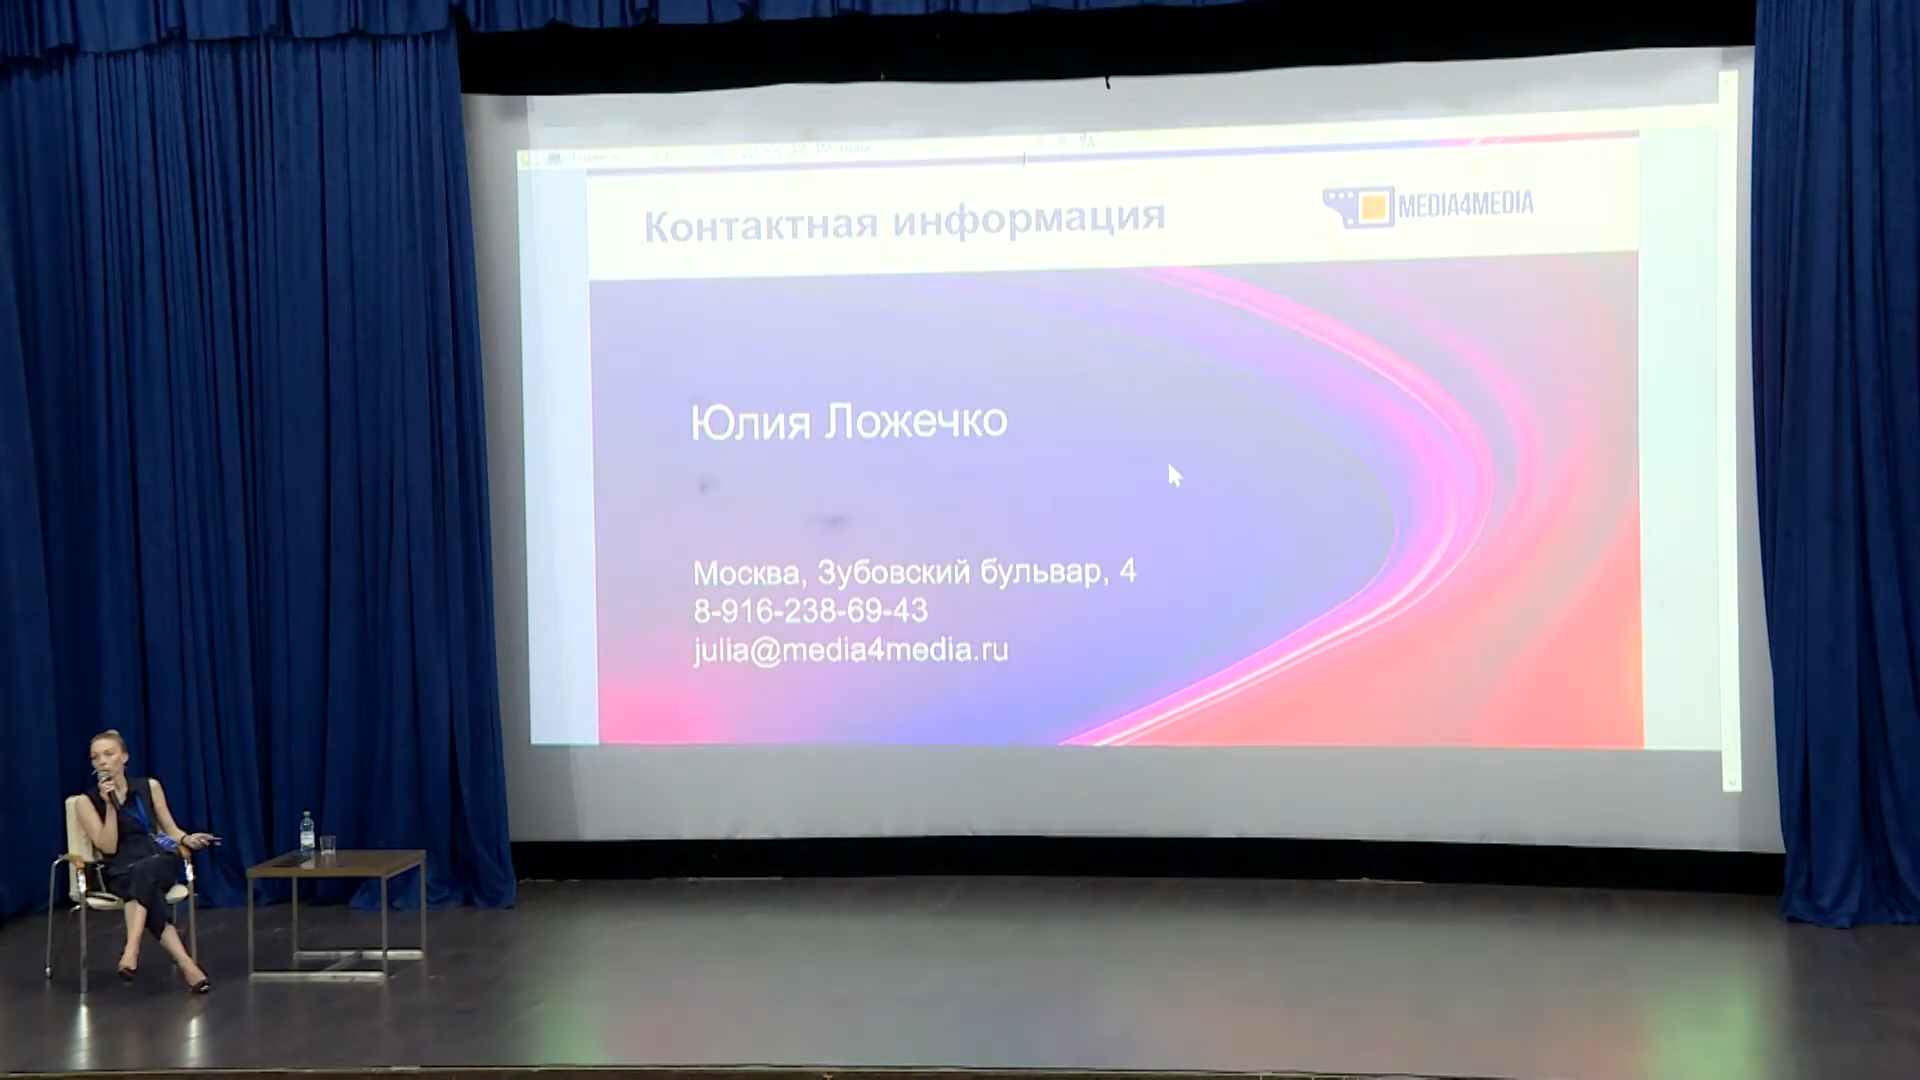 Контактная информация
MEDIA4MEDIA
Юлия Ложечко
Москва, Зубовский бульвар, 4
8-916-238-69-43
julia@media4media.ru